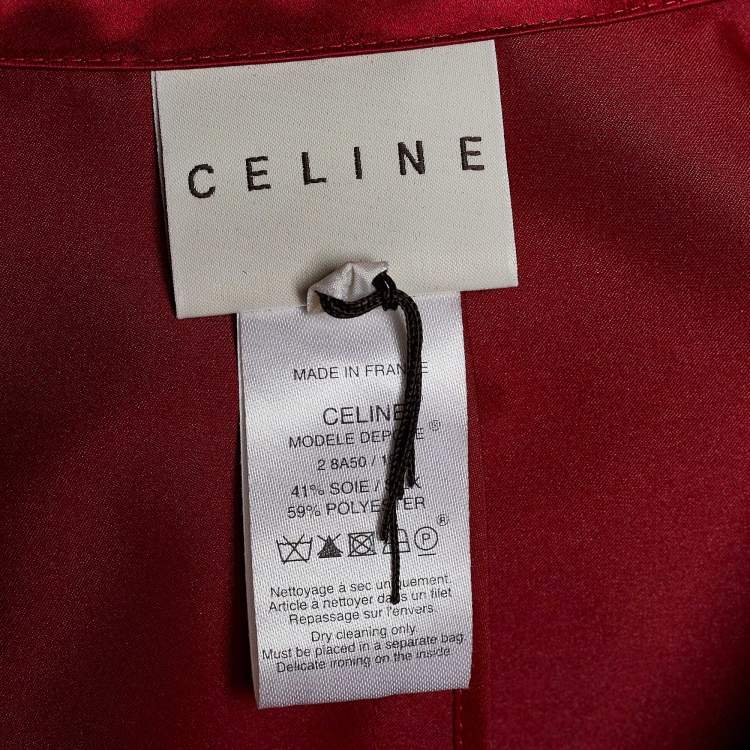 CELINE
MADE IN FRANCE
CELINE
MODELE DEPOSE ®
2 8A50 /
41% SOIE / SILK
59% POLYESTER
P ®
Nettoyage à sec uniquement.
Article à nettoyer dans un filet
Repassage sur l'envers.
Dry cleaning only.
Must be placed in a separate bag.
Delicate ironing on the inside.